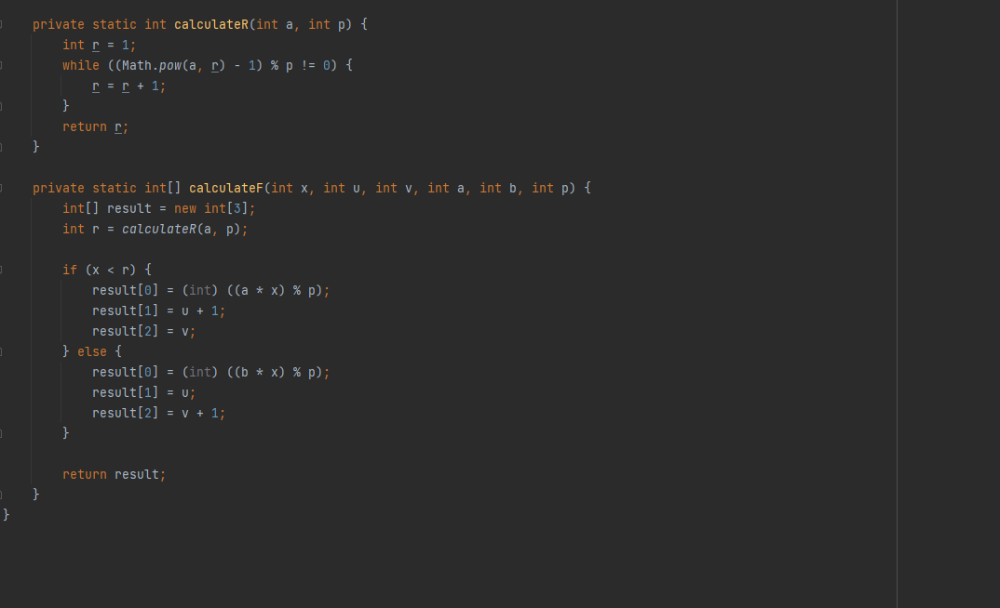 private static int calculateR(int a, int p) {
int r = 1;
while ((Math.pow(a, r) - 1) % p != 0) {
r = r + 1;
}
return r;
}
private static int[] calculateF(int x, int u, int v, int a, int b, int p) {
int[] result = new int[3];
int r = calculateR(a, p);
if (x < r) {
result[0] = (int) ((a * x) % p);
result[1] = u + 1;
result[2] = v;
} else {
result[0] = (int) ((b * x) % p);
result[1] = u;
result[2] = v + 1;
}
return result;
}
}